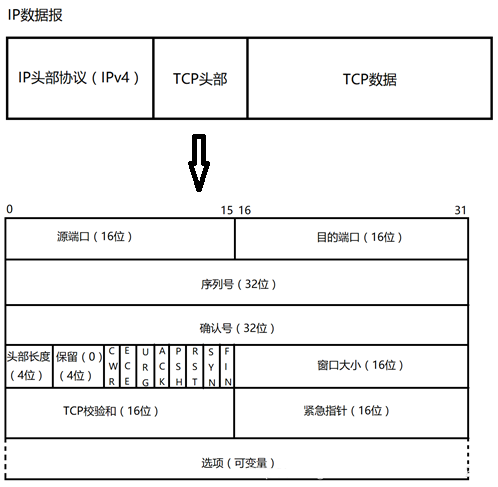 IP数据报
IP头部协议（IPv4） TCP头部 TCP数据
0 15 16 31
源端口（16位） 目的端口（16位）
序列号（32位）
确认号（32位）
头部长度（4位） 保留（0）（4位） CWR ECE URG ACK PSH RST SYN FIN 窗口大小（16位）
TCP校验和（16位） 紧急指针（16位）
选项（可变量）